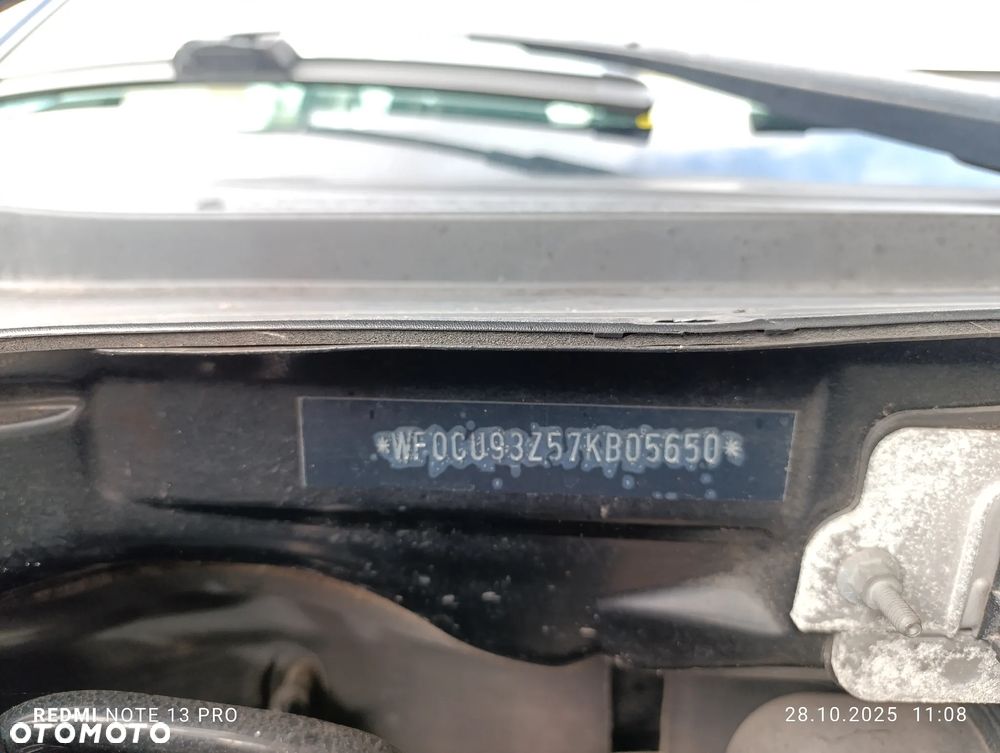 *WF0CU93Z57KB05650*
REDMI NOTE 13 PRO
28.10.2025 11:08
OTOMOTO